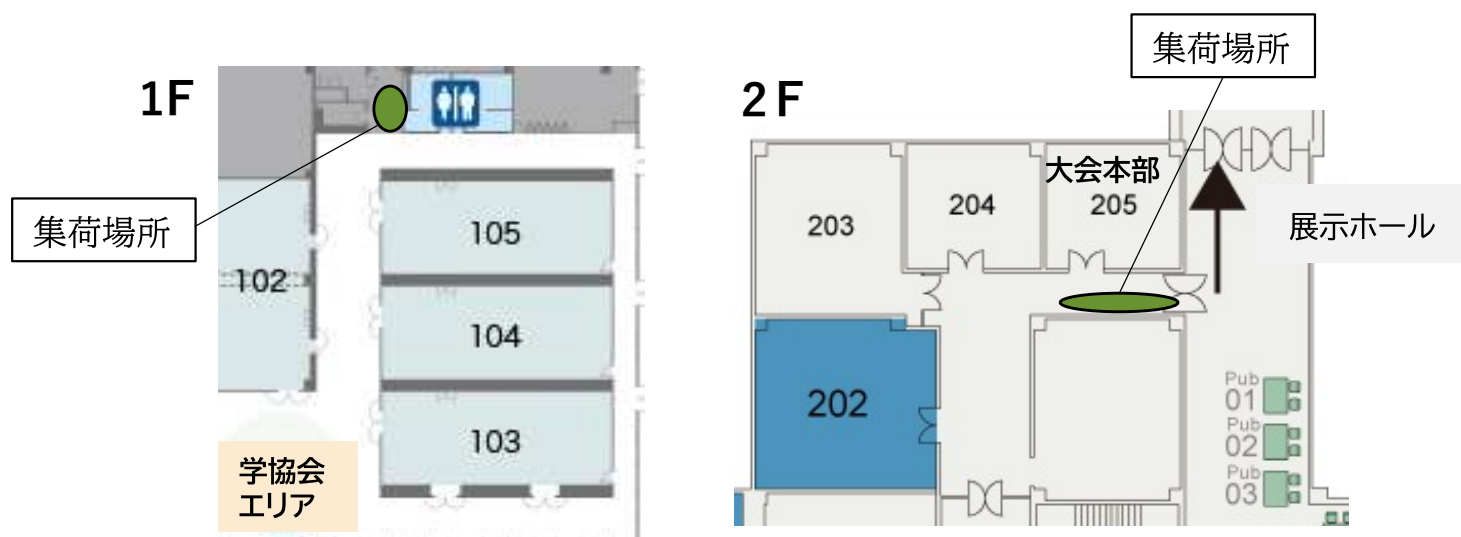 1F
集荷場所
105
102
104
103
学協会
エリア
集荷場所
2F
大会本部
203
204
205
展示ホール
202
Pub
01
Pub
02
Pub
03